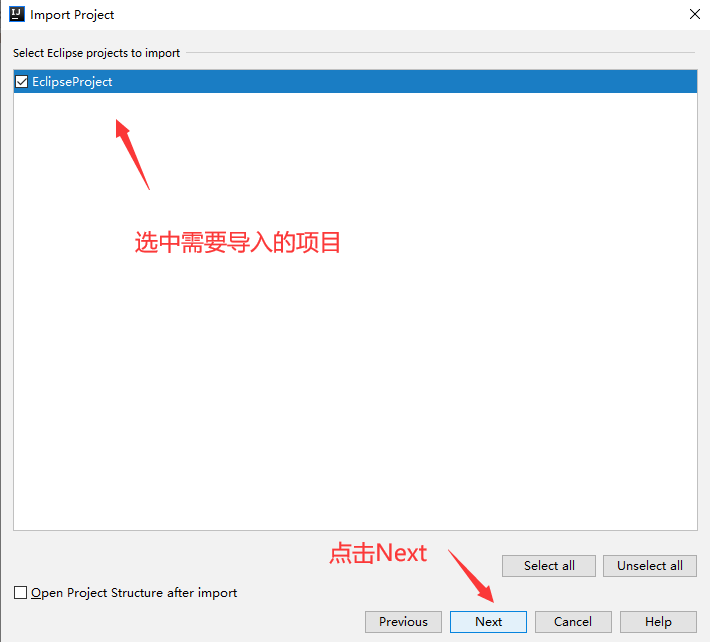 IJ
Import Project
Select Eclipse projects to import
EclipseProject
选中需要导入的项目
点击Next
Select all
Unselect all
Open Project Structure after import
Previous
Next
Cancel
Help